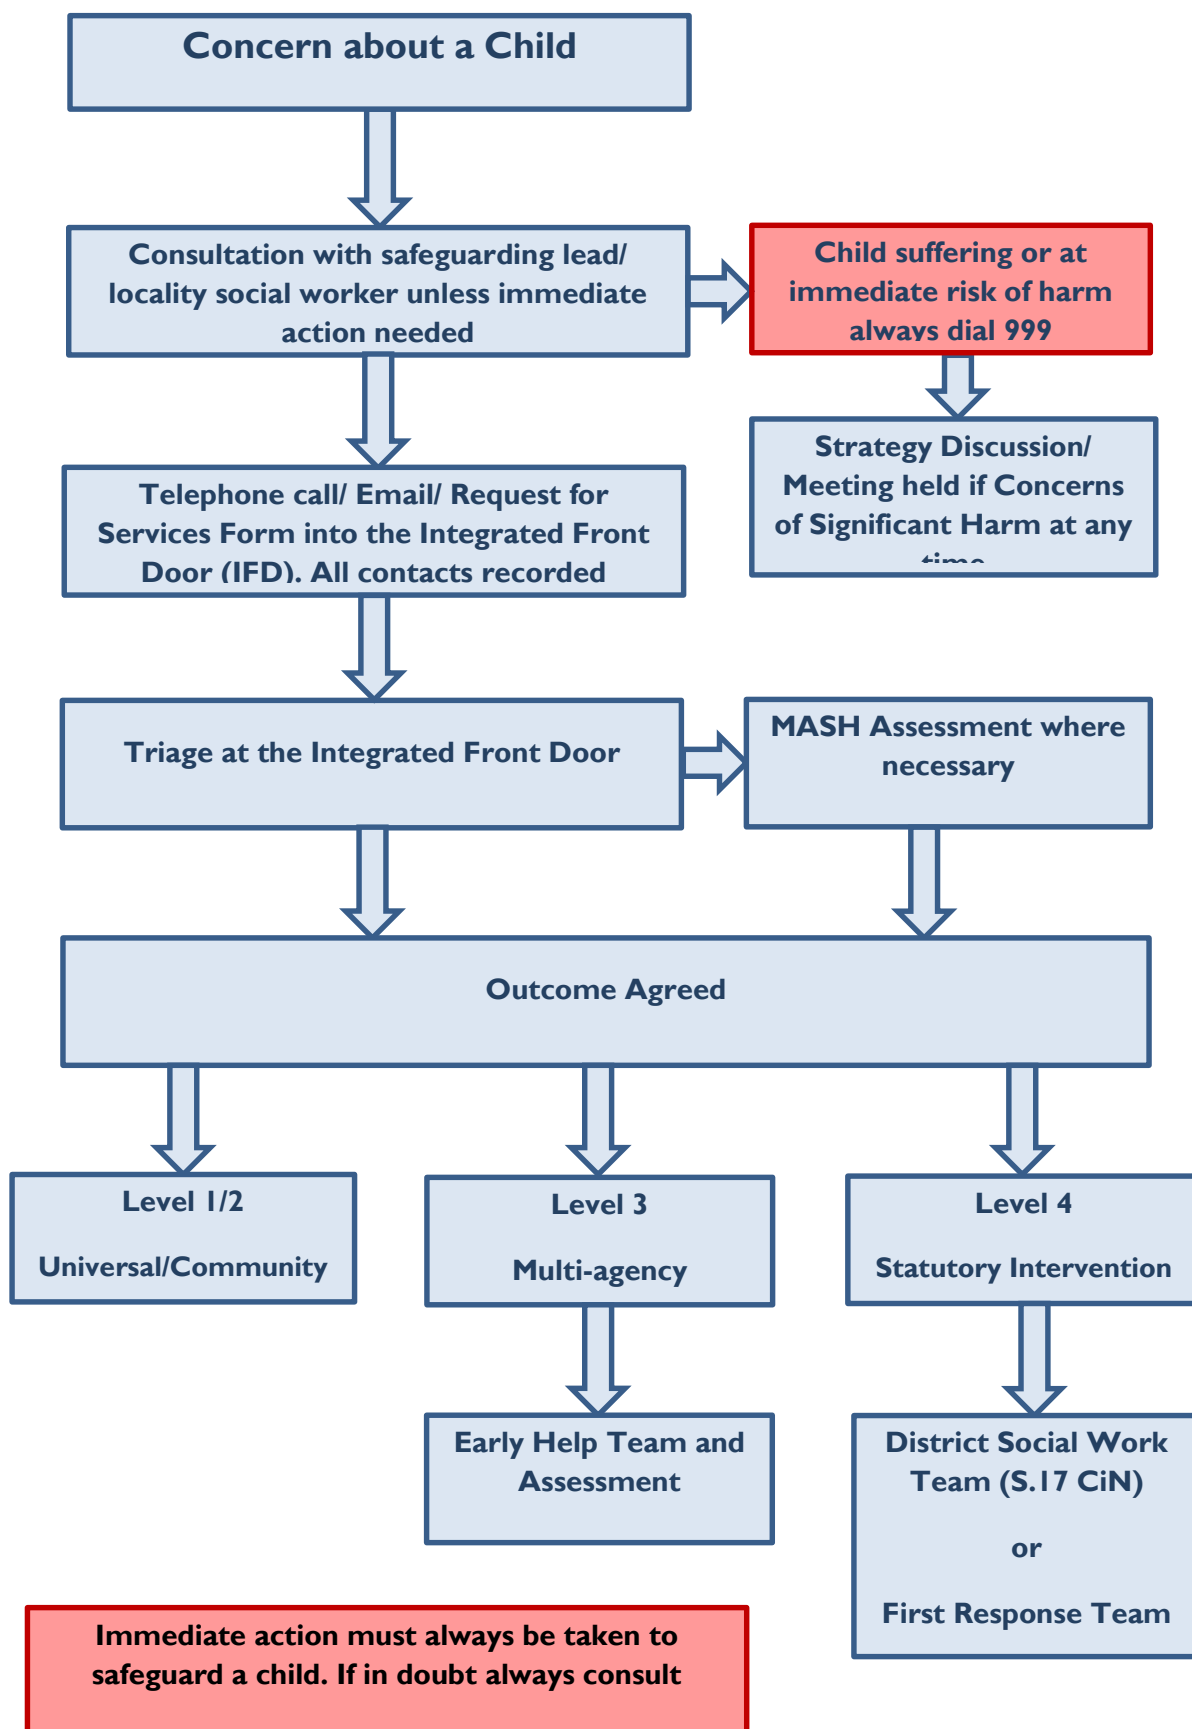 Concern about a Child
Consultation with safeguarding lead/
locality social worker unless immediate
action needed
Child suffering or at
immediate risk of harm
always dial 999
Strategy Discussion/
Meeting held if Concerns
of Significant Harm at any
time
Telephone call/ Email/ Request for
Services Form into the Integrated Front
Door (IFD). All contacts recorded
Triage at the Integrated Front Door
MASH Assessment where
necessary
Outcome Agreed
Level 1/2
Universal/Community
Level 3
Multi-agency
Level 4
Statutory Intervention
Early Help Team and
Assessment
District Social Work
Team (S.17 CiN)
or
First Response Team
Immediate action must always be taken to
safeguard a child. If in doubt always consult